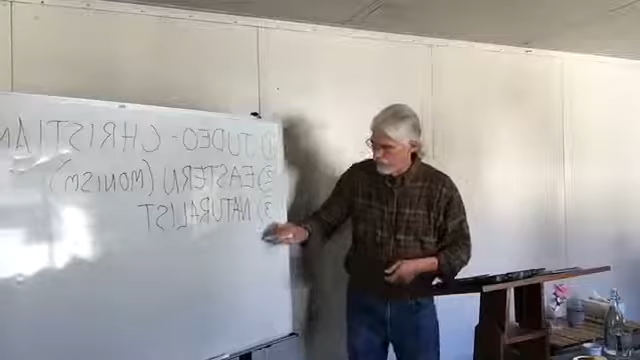 ① JUDEO-CHRISTIAN
② EASTERN (MONISM)
③ NATURALIST